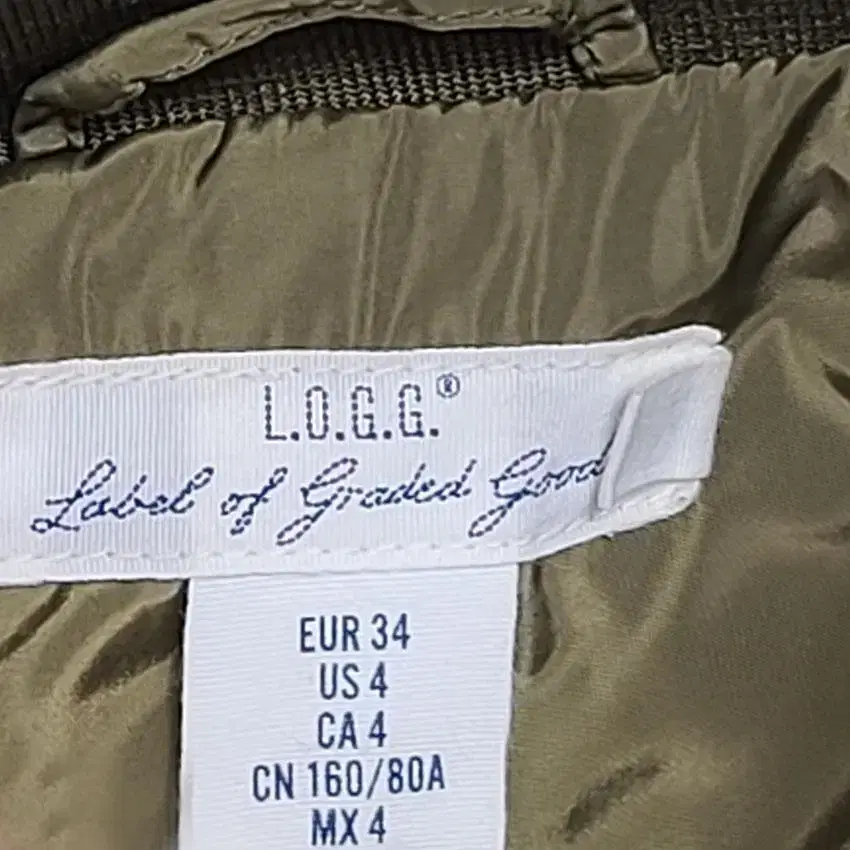 L.O.G.G.®
Label of Graded Good
EUR 34
US 4
CA 4
CN 160/80A
MX 4